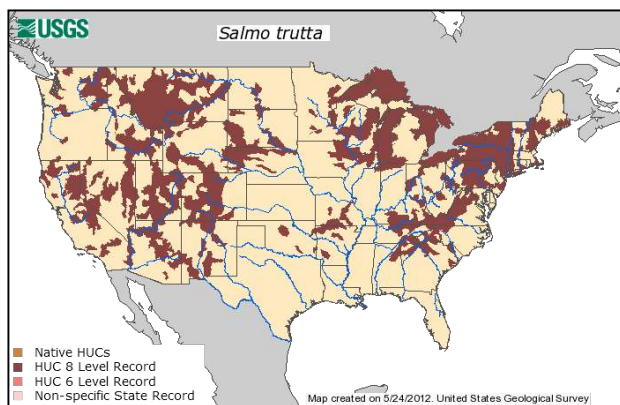 USGS
Salmo trutta
Native HUCs
HUC 8 Level Record
HUC 6 Level Record
Non-specific State Record
Map created on 5/24/2012. United States Geological Survey